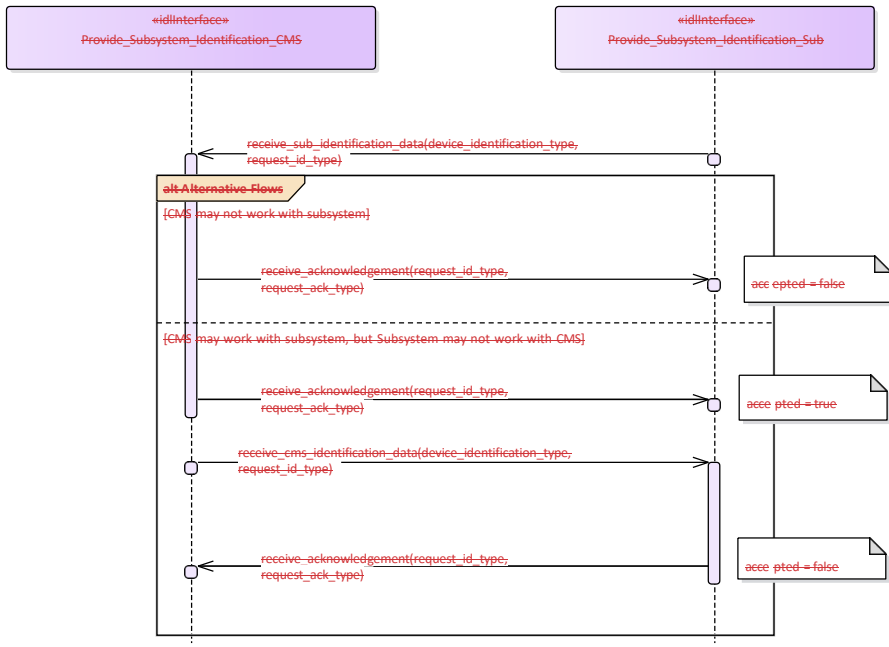 «idlInterface»
Provide_Subsystem_Identification_CMS
«idlInterface»
Provide_Subsystem_Identification_Sub
receive_sub_identification_data(device_identification_type,
request_id_type)
alt Alternative Flows
[CMS may not work with subsystem]
receive_acknowledgement(request_id_type,
request_ack_type)
acc epted = false
[CMS may work with subsystem, but Subsystem may not work with CMS]
receive_acknowledgement(request_id_type,
request_ack_type)
acce pted = true
receive_cms_identification_data(device_identification_type,
request_id_type)
receive_acknowledgement(request_id_type,
request_ack_type)
acce pted = false